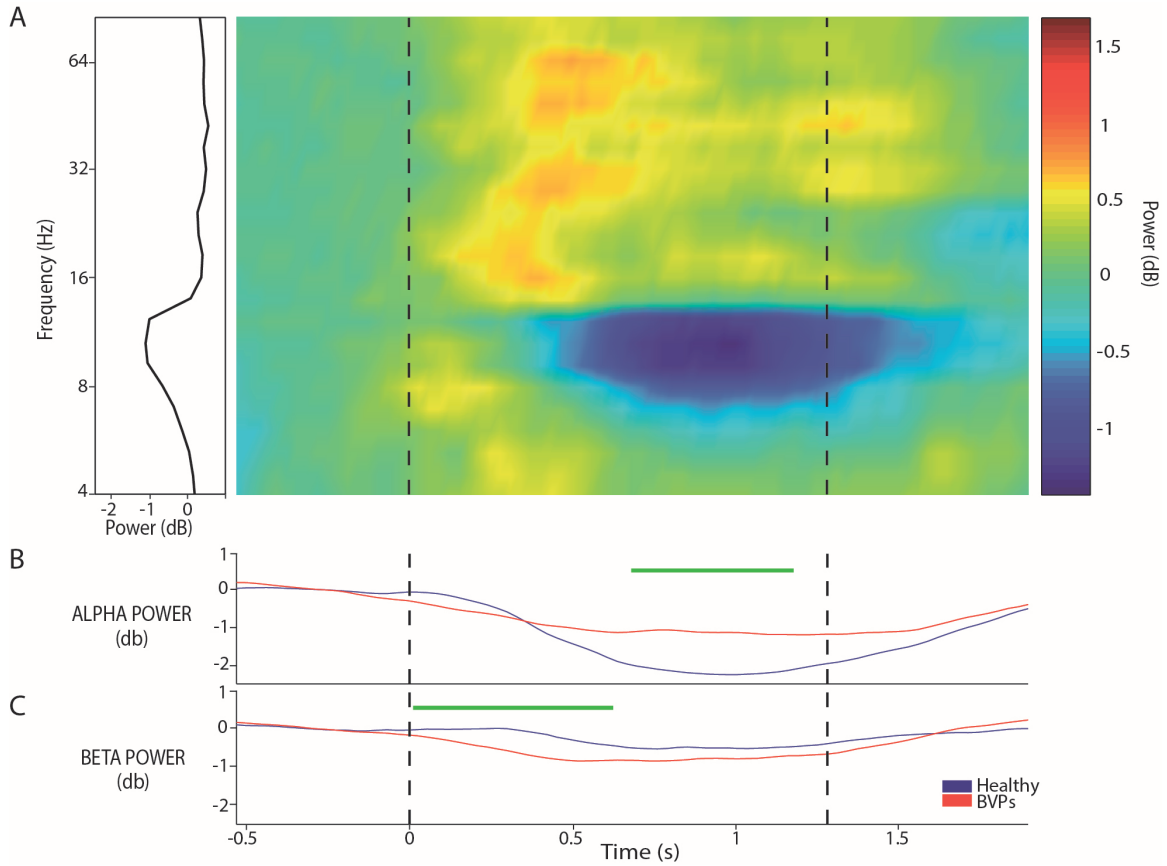 A
64
32
16
8
4
Frequency (Hz)
-2 -1 0
Power (dB)
1.5
1
0.5
0
-0.5
-1
Power (dB)
B
ALPHA POWER
(db)
1
0
-1
-2
C
BETA POWER
(db)
1
0
-1
-2
Healthy
BVPs
-0.5 0 0.5 1 1.5
Time (s)